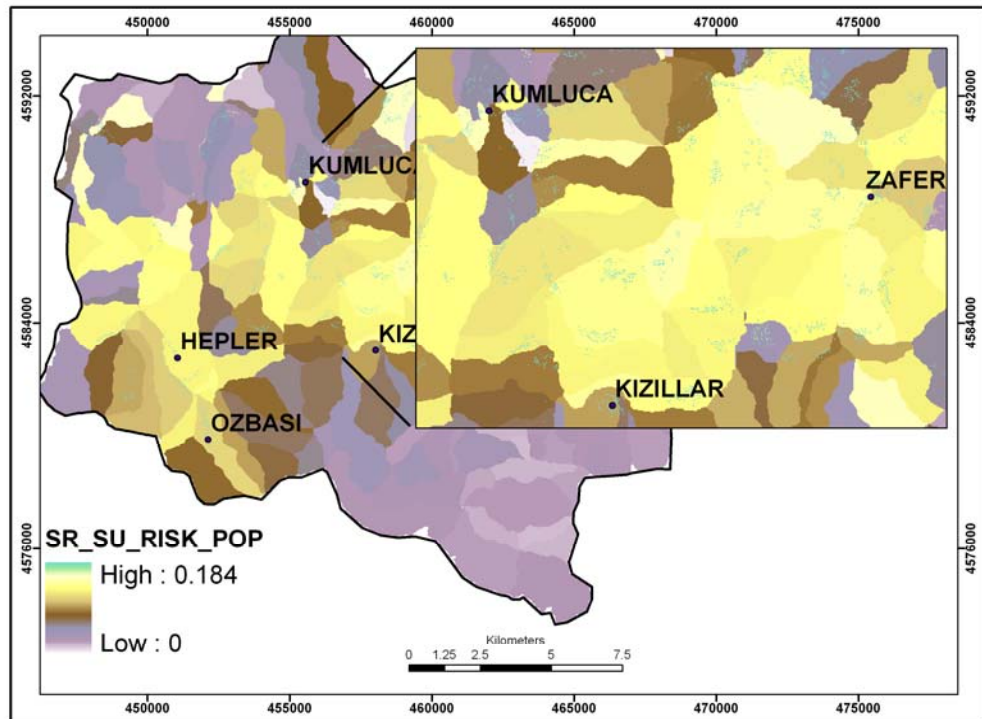 450000 455000 460000 465000 470000 475000
4592000
4592000
KUMLUCA
KUMLUCA
ZAFER
4584000
4584000
HEPLER
KIZ
KIZILLAR
OZBASI
SR_SU_RISK_POP
High : 0.184
Low : 0
4576000
4576000
Kilometers
0 1.25 2.5 5 7.5
450000 455000 460000 465000 470000 475000